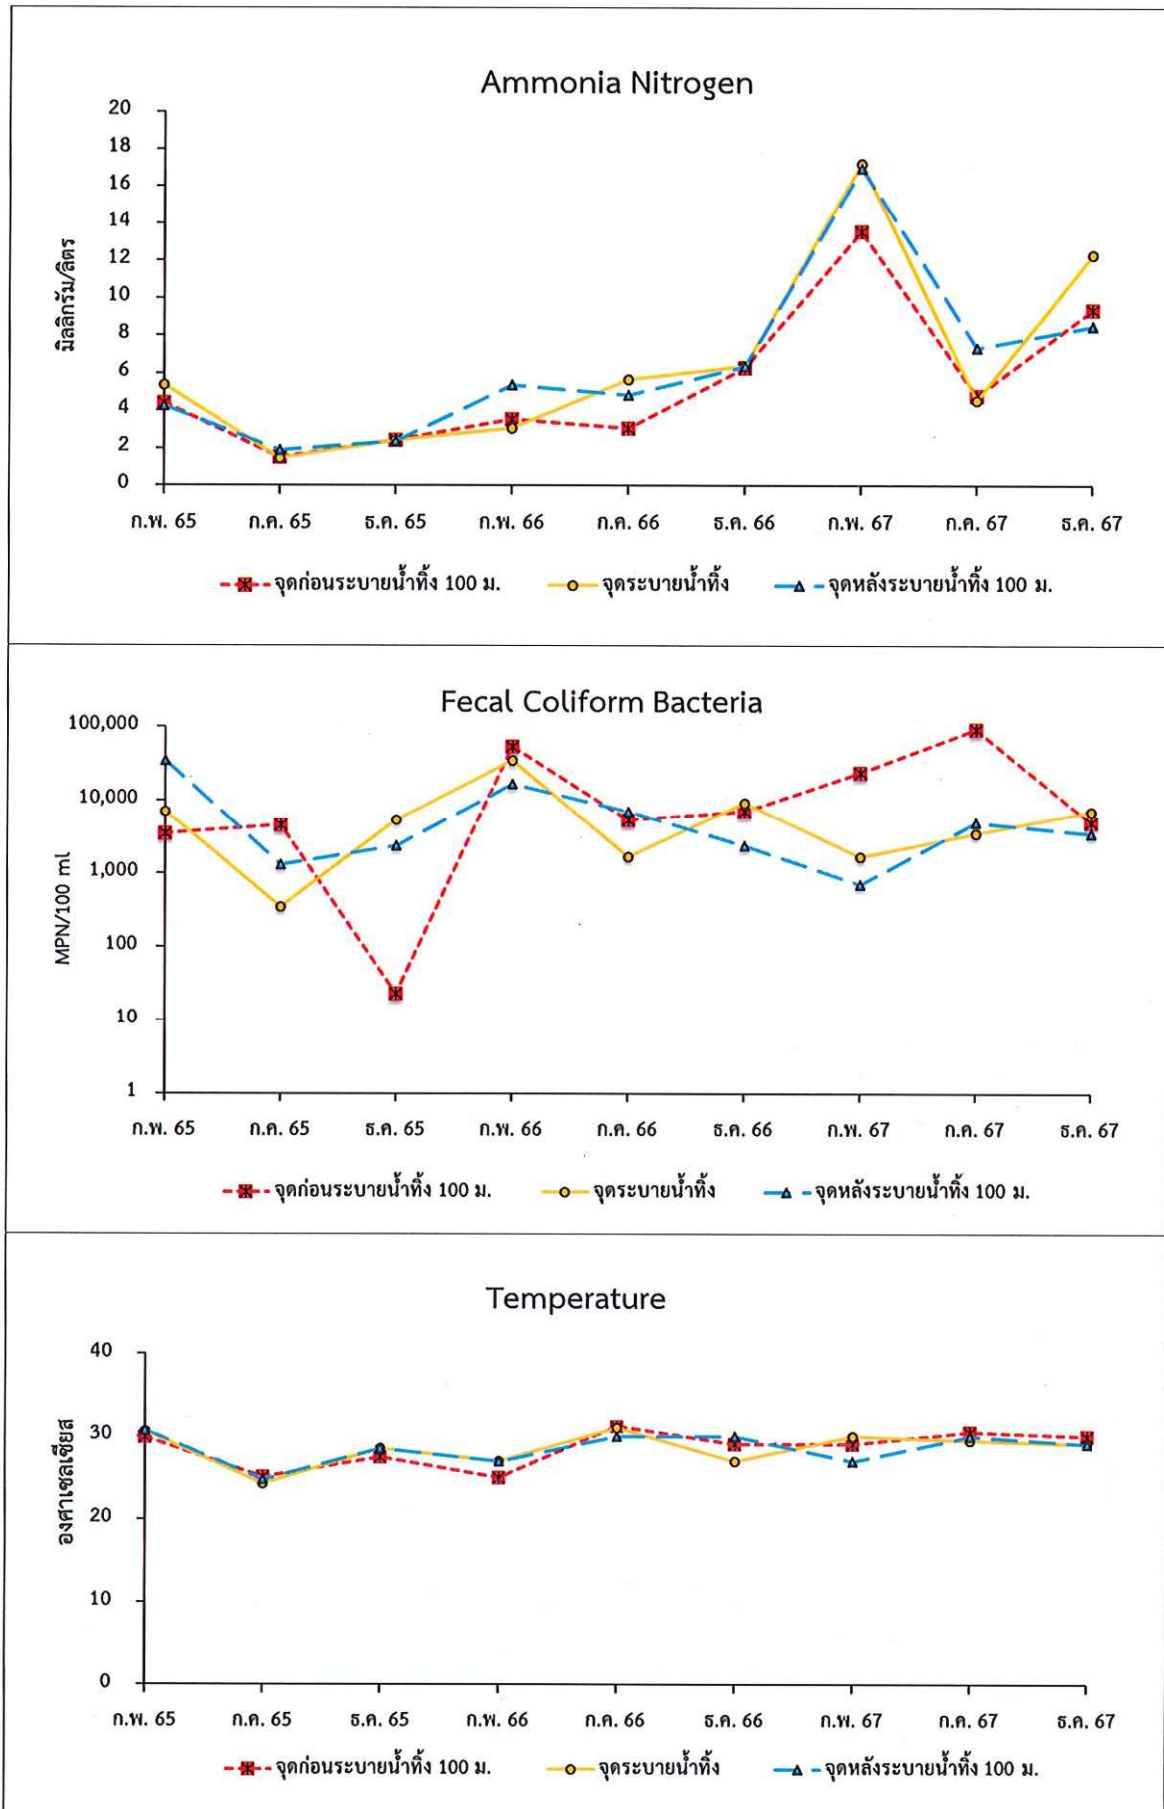 Ammonia Nitrogen
20
18
16
14
12
10
8
6
4
2
0
มิลลิกรัม/ลิตร
ก.พ. 65 ก.ค. 65 ธ.ค. 65 ก.พ. 66 ก.ค. 66 ธ.ค. 66 ก.พ. 67 ก.ค. 67 ธ.ค. 67
จุดก่อนระบายน้ำทิ้ง 100 ม. จุดระบายน้ำทิ้ง จุดหลังระบายน้ำทิ้ง 100 ม.
Fecal Coliform Bacteria
100,000
10,000
1,000
100
10
1
MPN/100 ml
ก.พ. 65 ก.ค. 65 ธ.ค. 65 ก.พ. 66 ก.ค. 66 ธ.ค. 66 ก.พ. 67 ก.ค. 67 ธ.ค. 67
จุดก่อนระบายน้ำทิ้ง 100 ม. จุดระบายน้ำทิ้ง จุดหลังระบายน้ำทิ้ง 100 ม.
Temperature
40
30
20
10
0
องศาเซลเซียส
ก.พ. 65 ก.ค. 65 ธ.ค. 65 ก.พ. 66 ก.ค. 66 ธ.ค. 66 ก.พ. 67 ก.ค. 67 ธ.ค. 67
จุดก่อนระบายน้ำทิ้ง 100 ม. จุดระบายน้ำทิ้ง จุดหลังระบายน้ำทิ้ง 100 ม.